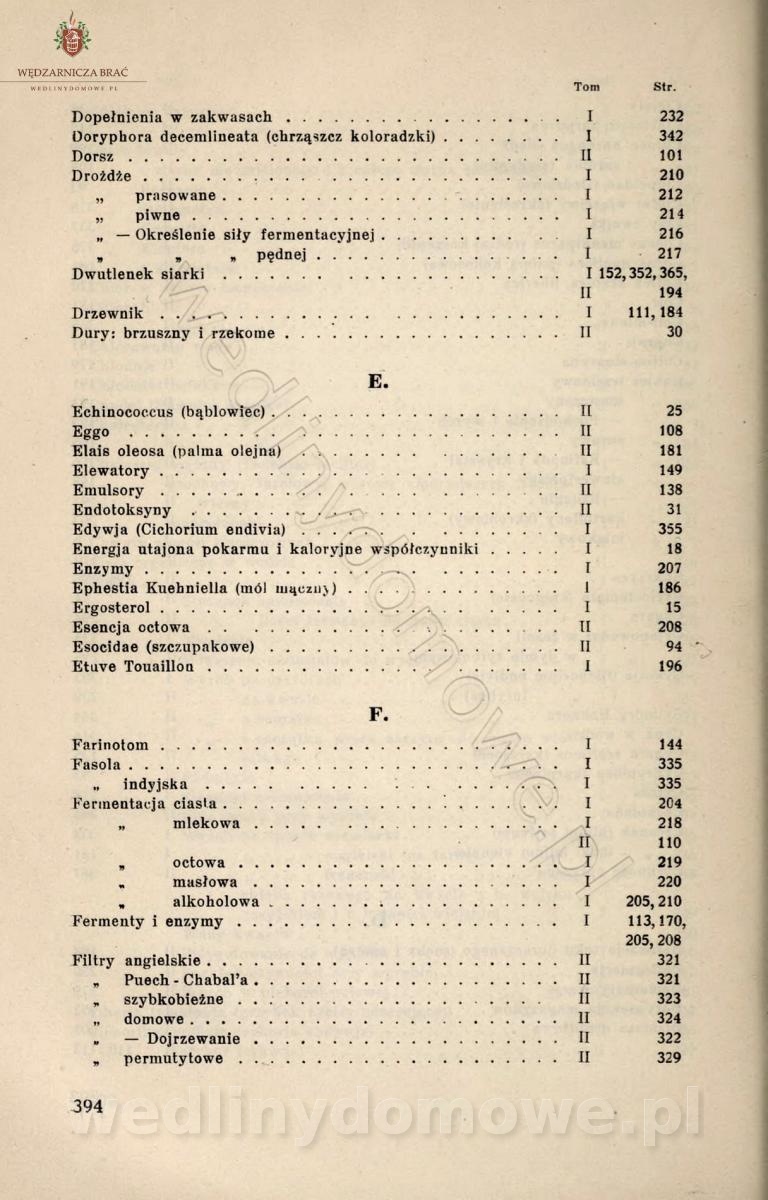 WĘDZARNICZA BRAĆ
WEDLINYDOMOWE.PL
Tom Str.
Dopełnienia w zakwasach . . . . . . . . . . . . . . . . . I 232
Doryphora decemlineata (chrząszcz koloradzki) . . . . . . . . I 342
Dorsz . . . . . . . . . . . . . . . . . . . . . . . II 101
Drożdże . . . . . . . . . . . . . . . . . . . . . . I 210
„ prasowane . . . . . . . . . . . . . . . . . . I 212
„ piwne . . . . . . . . . . . . . . . . . . . . I 214
„ — Określenie siły fermentacyjnej . . . . . . . . . . I 216
„ „ „ pędnej . . . . . . . . . . . . . I 217
Dwutlenek siarki . . . . . . . . . . . . . . . . . . I 152, 352, 365,
II 194
Drzewnik . . . . . . . . . . . . . . . . . . . . . I 111, 184
Dury: brzuszny i rzekome . . . . . . . . . . . . . . . II 30
E.
Echinococcus (bąblowiec) . . . . . . . . . . . . . . . . II 25
Eggo . . . . . . . . . . . . . . . . . . . . . . . II 108
Elais oleosa (palma olejna) . . . . . . . . . . . . . . . II 181
Elewatory . . . . . . . . . . . . . . . . . . . . . I 149
Emulsory . . . . . . . . . . . . . . . . . . . . . II 138
Endotoksyny . . . . . . . . . . . . . . . . . . . . II 31
Edywja (Cichorium endivia) . . . . . . . . . . . . . . . I 355
Energja utajona pokarmu i kaloryjne współczynniki . . . . . I 18
Enzymy . . . . . . . . . . . . . . . . . . . . . . I 207
Ephestia Kuehniella (mól mączny) . . . . . . . . . . . . I 186
Ergosterol . . . . . . . . . . . . . . . . . . . . . I 15
Esencja octowa . . . . . . . . . . . . . . . . . . . II 208
Esocidae (szczupakowe) . . . . . . . . . . . . . . . . II 94
Etuve Touaillon . . . . . . . . . . . . . . . . . . . I 196
F.
Farinotom . . . . . . . . . . . . . . . . . . . . . I 144
Fasola . . . . . . . . . . . . . . . . . . . . . . . I 335
„ indyjska . . . . . . . . . . . . . . . . . . . I 335
Fermentacja ciasta . . . . . . . . . . . . . . . . . . I 204
„ mlekowa . . . . . . . . . . . . . . . . I 218
II 110
„ octowa . . . . . . . . . . . . . . . . . I 219
„ masłowa . . . . . . . . . . . . . . . . I 220
„ alkoholowa . . . . . . . . . . . . . . . I 205, 210
Fermenty i enzymy . . . . . . . . . . . . . . . . . I 113, 170,
205, 208
Filtry angielskie . . . . . . . . . . . . . . . . . . . II 321
„ Puech - Chabal’a . . . . . . . . . . . . . . . . II 321
„ szybkobieżne . . . . . . . . . . . . . . . . . II 323
„ domowe . . . . . . . . . . . . . . . . . . . II 324
„ — Dojrzewanie . . . . . . . . . . . . . . . . II 322
„ permutytowe . . . . . . . . . . . . . . . . . II 329
394
wedlinydomowe.pl
wedlinydomowe.pl